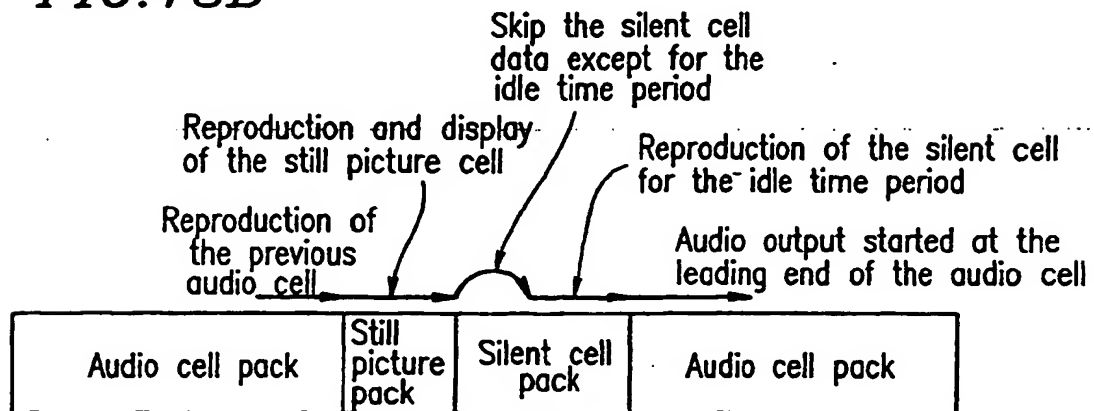 Skip the silent cell
data except for the
idle time period
Reproduction and display
of the still picture cell
Reproduction of the silent cell
for the idle time period
Reproduction of
the previous
audio cell
Audio output started at the
leading end of the audio cell
Audio cell pack
Still
picture
pack
Silent cell
pack
Audio cell pack